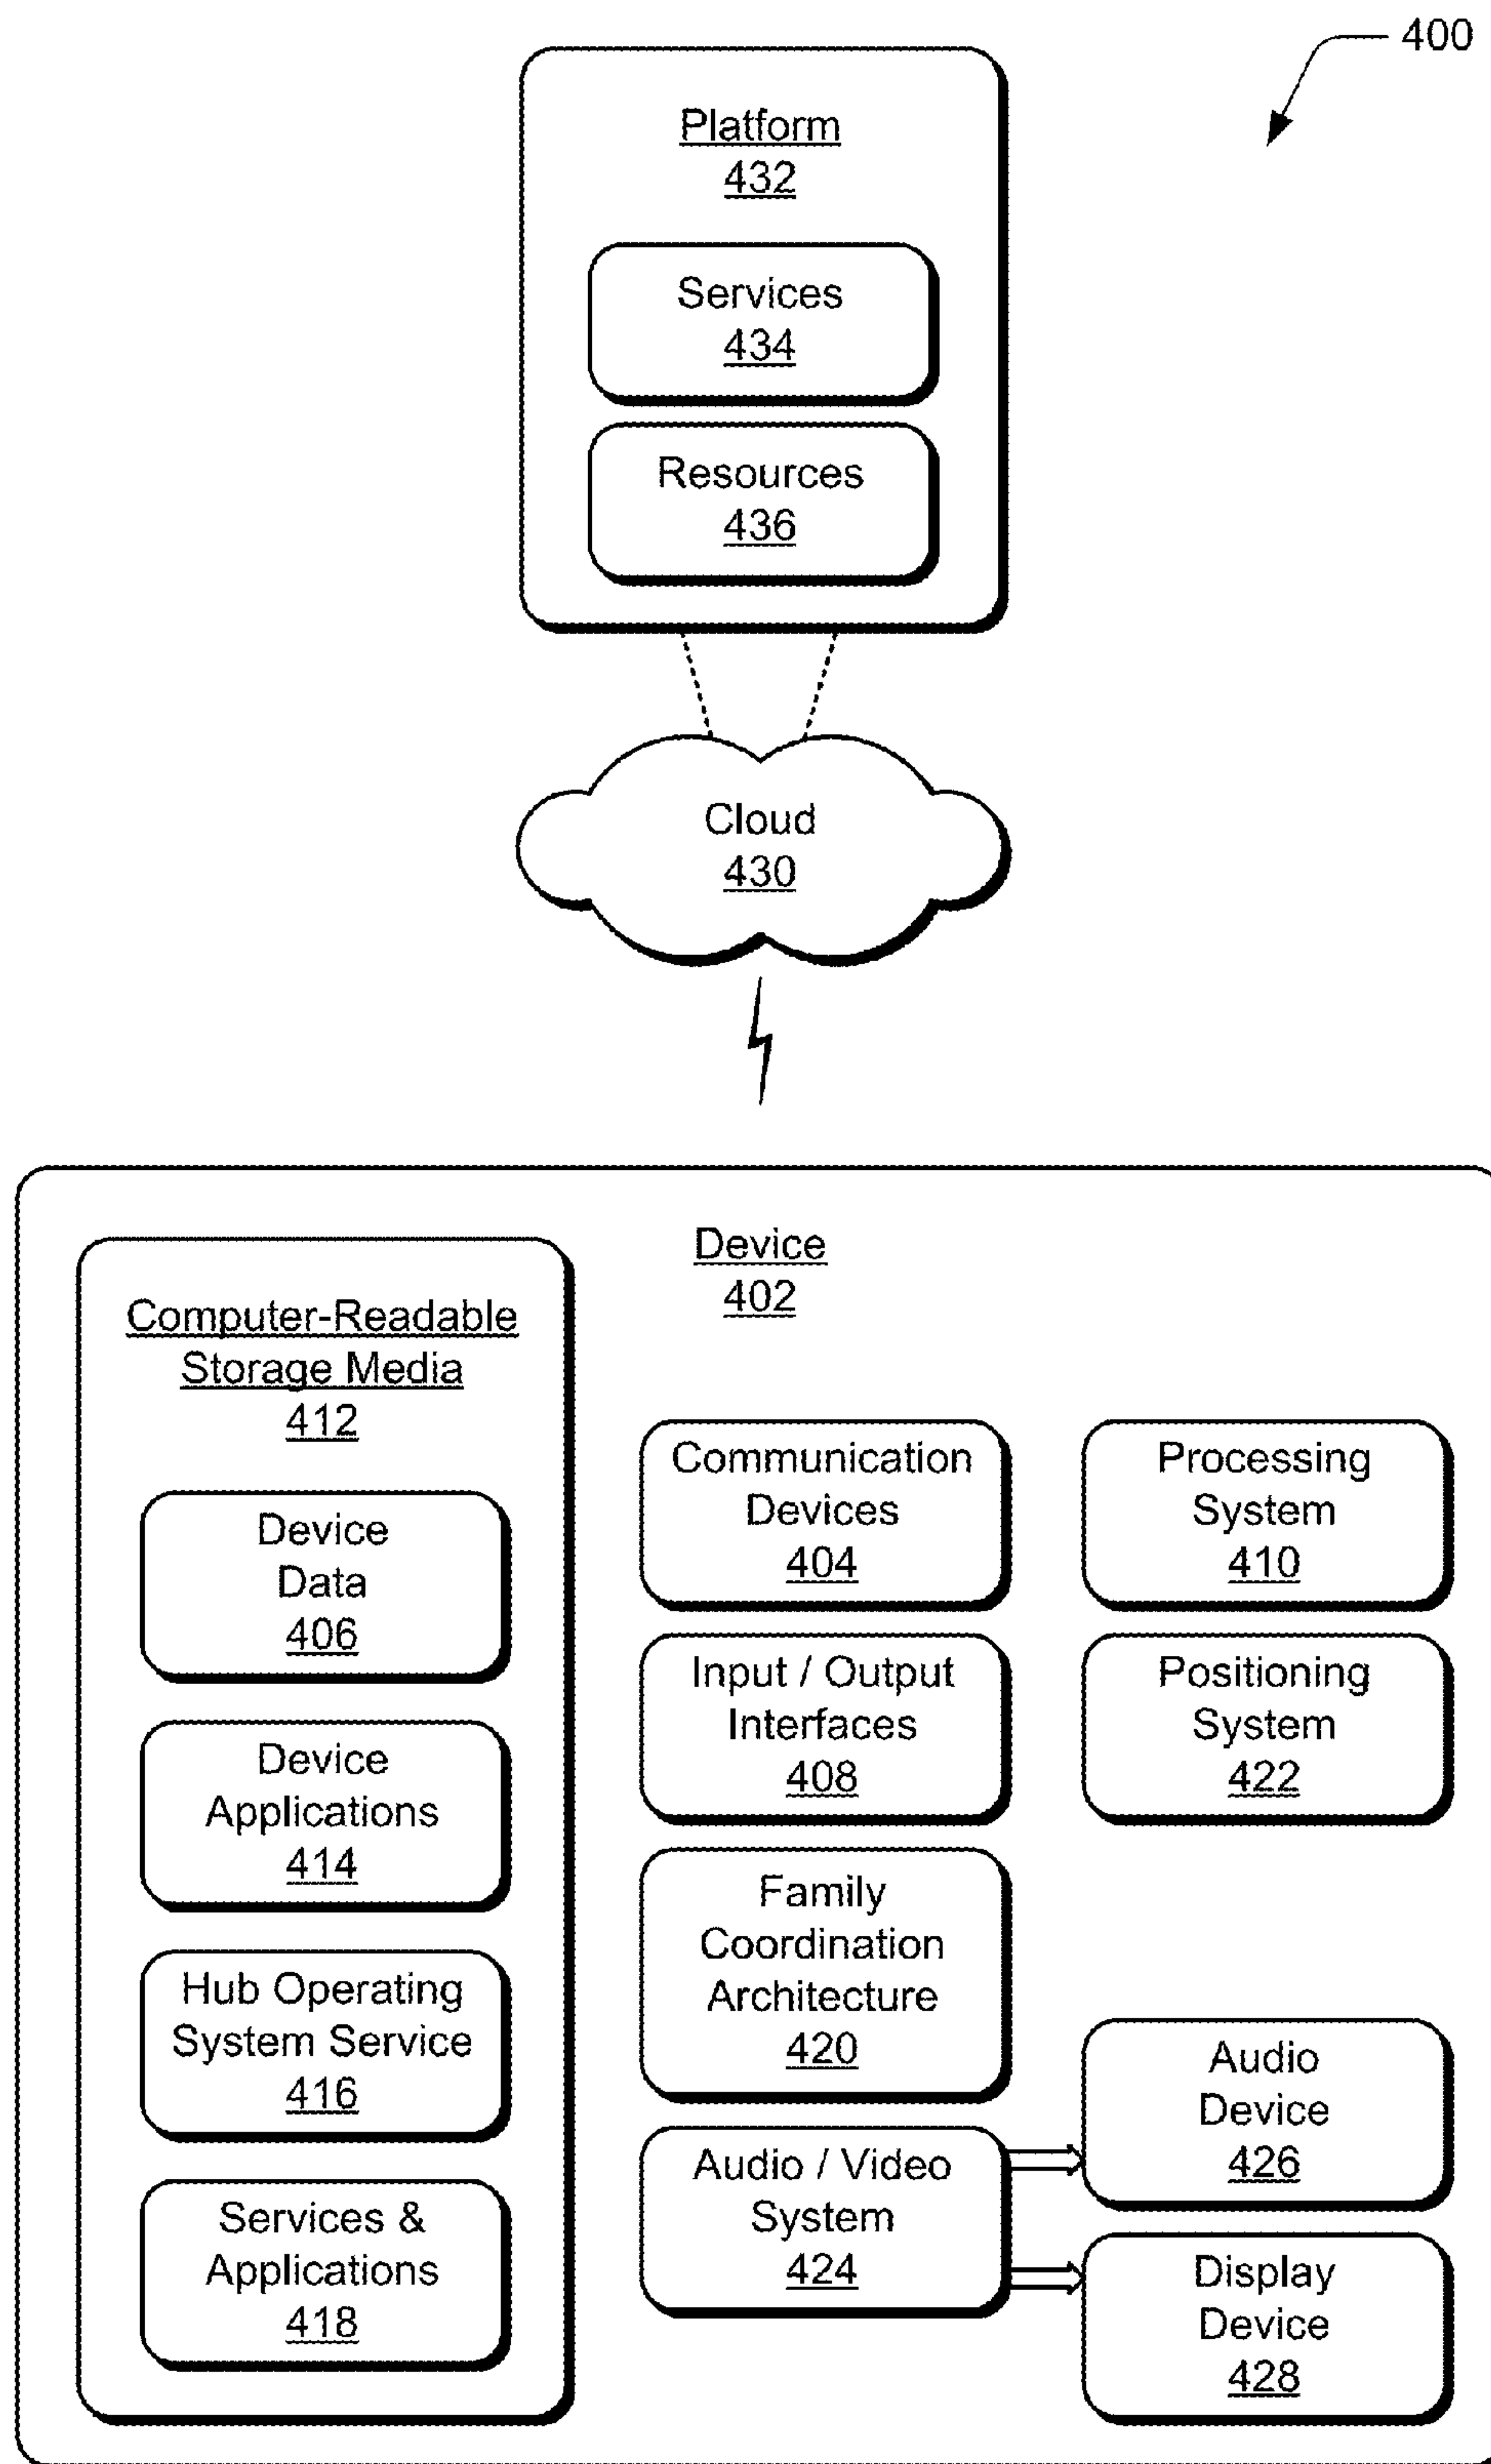 400
Platform
432
Services
434
Resources
436
Cloud
430
Device
402
Computer-Readable
Storage Media
412
Device
Data
406
Device
Applications
414
Hub Operating
System Service
416
Services &
Applications
418
Communication
Devices
404
Processing
System
410
Input / Output
Interfaces
408
Positioning
System
422
Family
Coordination
Architecture
420
Audio / Video
System
424
Audio
Device
426
Display
Device
428